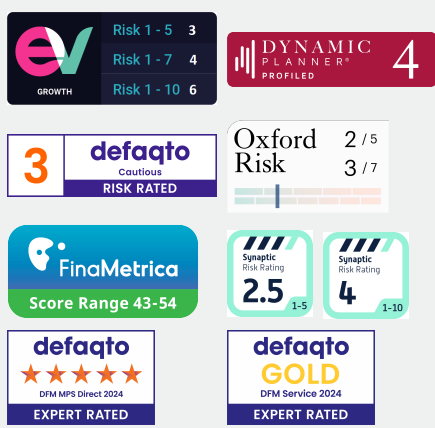 ev
GROWTH
Risk 1 - 5 3
Risk 1 - 7 4
Risk 1 - 10 6
DYNAMIC
PLANNER®
PROFILED
4
3
defaqto
Cautious
RISK RATED
Oxford
Risk
2 / 5
3 / 7
FinaMetrica
Score Range 43-54
Synaptic
Risk Rating
2.5
1-5
Synaptic
Risk Rating
4
1-10
defaqto
DFM MPS Direct 2024
EXPERT RATED
defaqto
GOLD
DFM Service 2024
EXPERT RATED